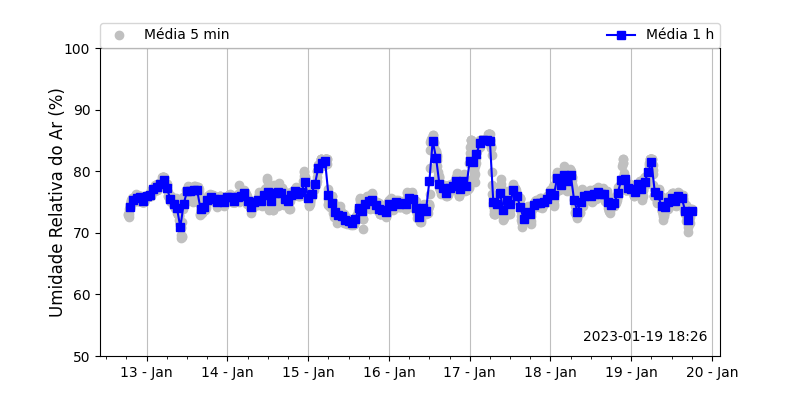 Média 5 min Média 1 h
Umidade Relativa do Ar (%)
100
90
80
70
60
50
2023-01-19 18:26
13 - Jan 14 - Jan 15 - Jan 16 - Jan 17 - Jan 18 - Jan 19 - Jan 20 - Jan